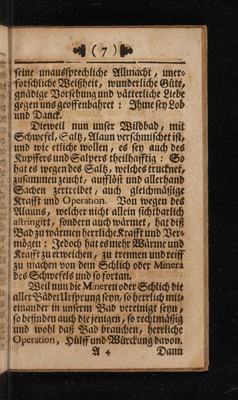 ( 7 )
seine unaußsprechliche Allmacht, uner-
forschliche Weißheit, wunderliche Güte,
gnädige Vorsehung und vätterliche Liebe
gegen uns geoffenbahret: Ihme sey Lob
und Danck.
Dieweil nun unser Wildbad, mit
Schwefel, Saltz, Alaun verschuischet ist,
und wie etliche wollen, es sey auch des
Kupffers und Salpers theilhafftig: So
hat es wegen des Saltz, welches trucknet,
zusammen zeucht, aufflöst und allerhand
Sachen zertreibet, auch gleichmäßige
Krafft und Operation. Von wegen des
Alauns, welcher nicht allein sichtbarlich
astringirt, sondern auch wärmet, hat diß
Bad zu wärmen herrliche Krafft und Ver-
mögen: Jedoch hat es mehr Wärme und
Krafft zu erweichen, zu trennen und reiff
zu machen von dem Schlich oder Minera
des Schwefels und so fortan.
Weil nun die Mineren oder Schlich die
aller Bäder Ursprung seyn, so herrlich mit-
einander in unserm Bad vereinigt seyn,
so befinden auch die jenigen, so rechtmäßig
und wohl daß Bad brauchen, herrliche
Operation, Hülff und Würckung davon.
A 4 Dann